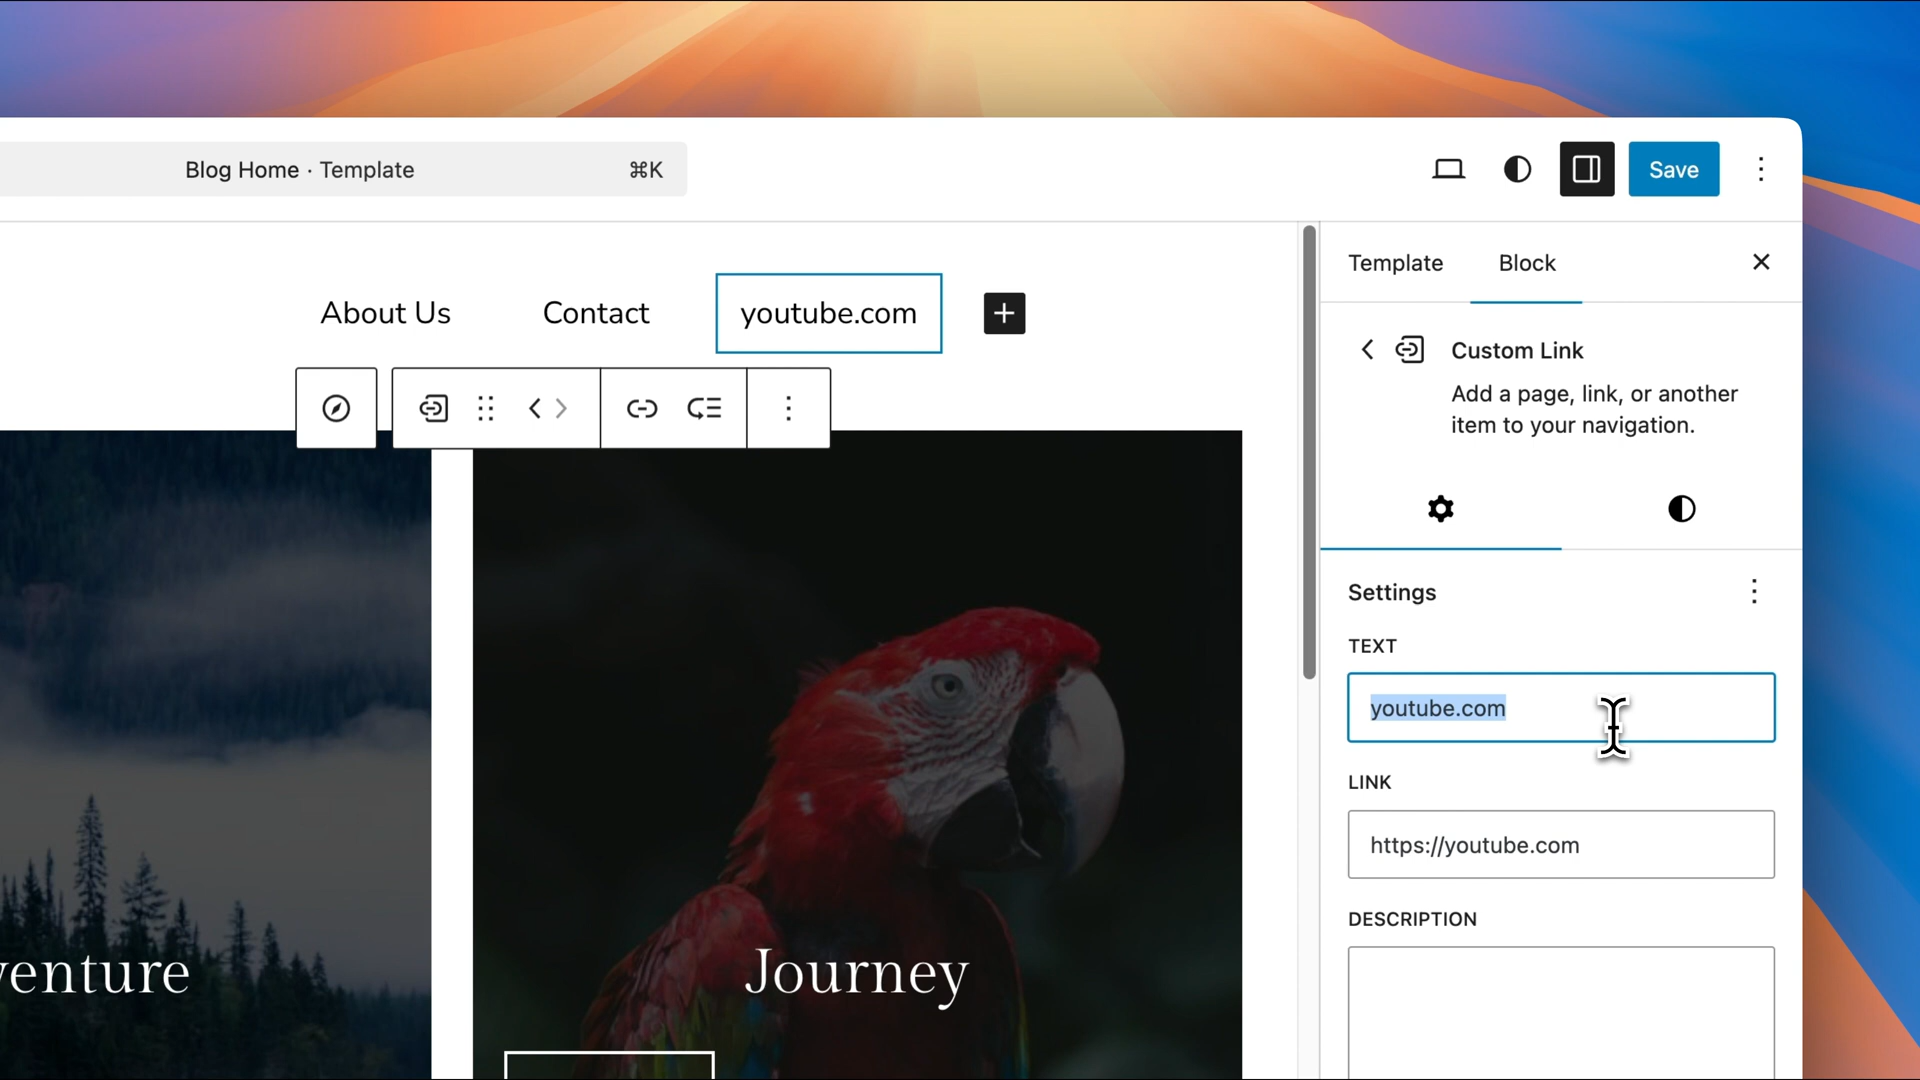 Blog Home · Template ⌘K
Save
Template Block
About Us Contact youtube.com
Custom Link
Add a page, link, or another
item to your navigation.
Settings
TEXT
youtube.com
LINK
https://youtube.com
DESCRIPTION
venture
Journey